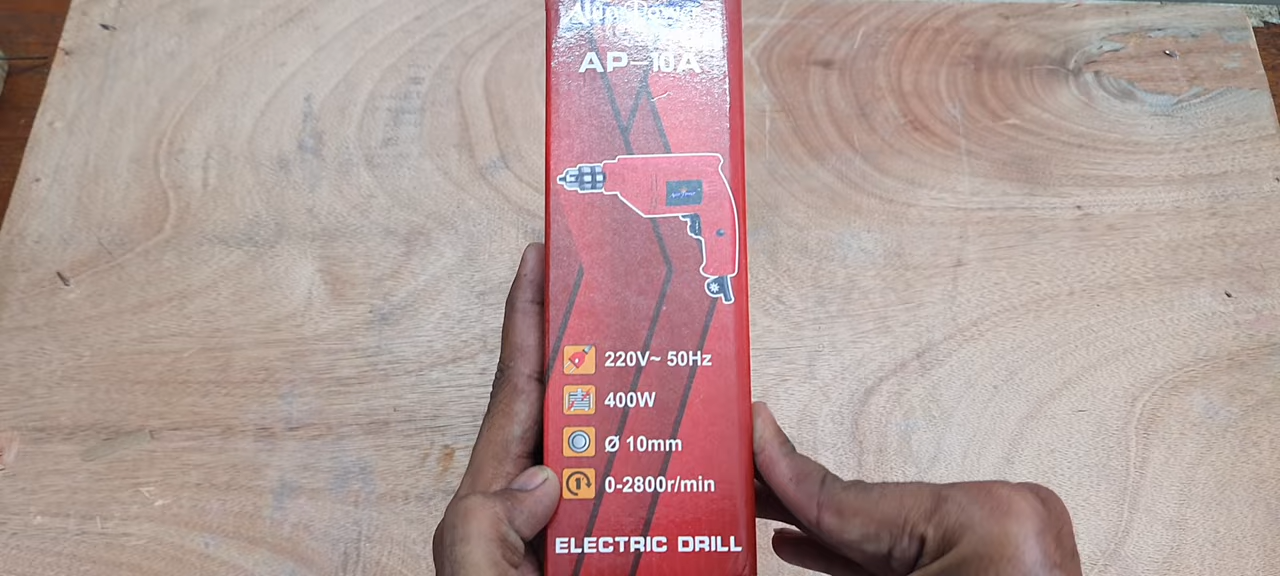 AP-10A
220V~ 50Hz
400W
Ø 10mm
0-2800r/min
ELECTRIC DRILL